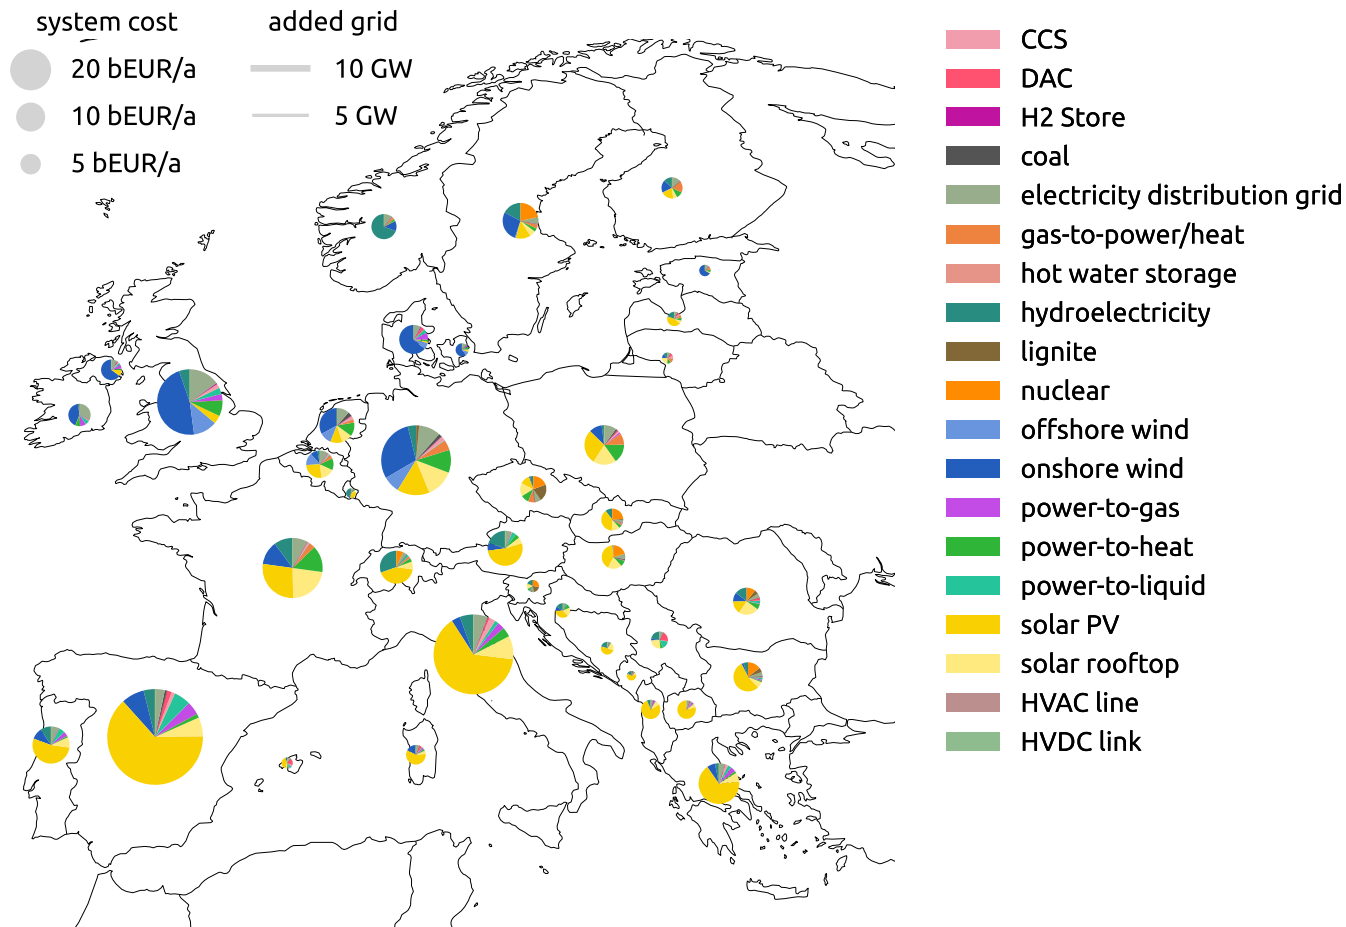 system cost
20 bEUR/a
10 bEUR/a
5 bEUR/a
added grid
10 GW
5 GW
CCS
DAC
H2 Store
coal
electricity distribution grid
gas-to-power/heat
hot water storage
hydroelectricity
lignite
nuclear
offshore wind
onshore wind
power-to-gas
power-to-heat
power-to-liquid
solar PV
solar rooftop
HVAC line
HVDC link